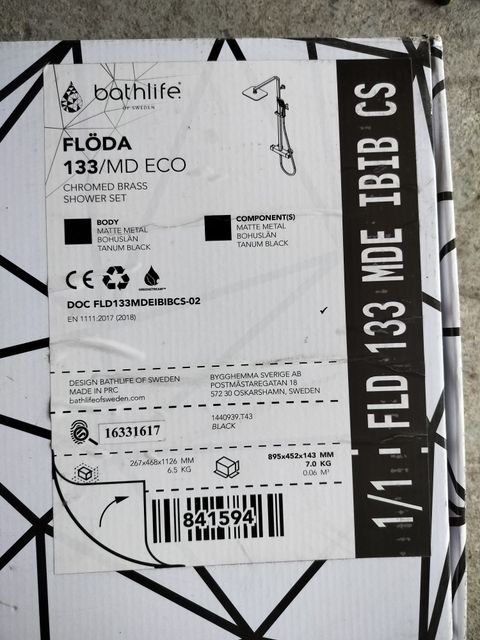 bathlife
OF SWEDEN
FLÖDA
133/MD ECO
CHROMED BRASS
SHOWER SET
BODY
MATTE METAL
BOHUSLÄN
TANUM BLACK
COMPONENT(S)
MATTE METAL
BOHUSLÄN
TANUM BLACK
CE
GREENSTREAM™
DOC FLD133MDEIBIBCS-02
EN 1111:2017 (2018)
✓
DESIGN BATHLIFE OF SWEDEN
MADE IN PRC
bathlifeofsweden.com
BYGGHEMMA SVERIGE AB
POSTMÄSTAREGATAN 18
572 30 OSKARSHAMN, SWEDEN
16331617
1440939.T43
BLACK
267x468x1126 MM
6.5 KG
895x452x143 MM
7.0 KG
0.06 M³
841594
1/1 - FLD 133 MDE IBIB CS